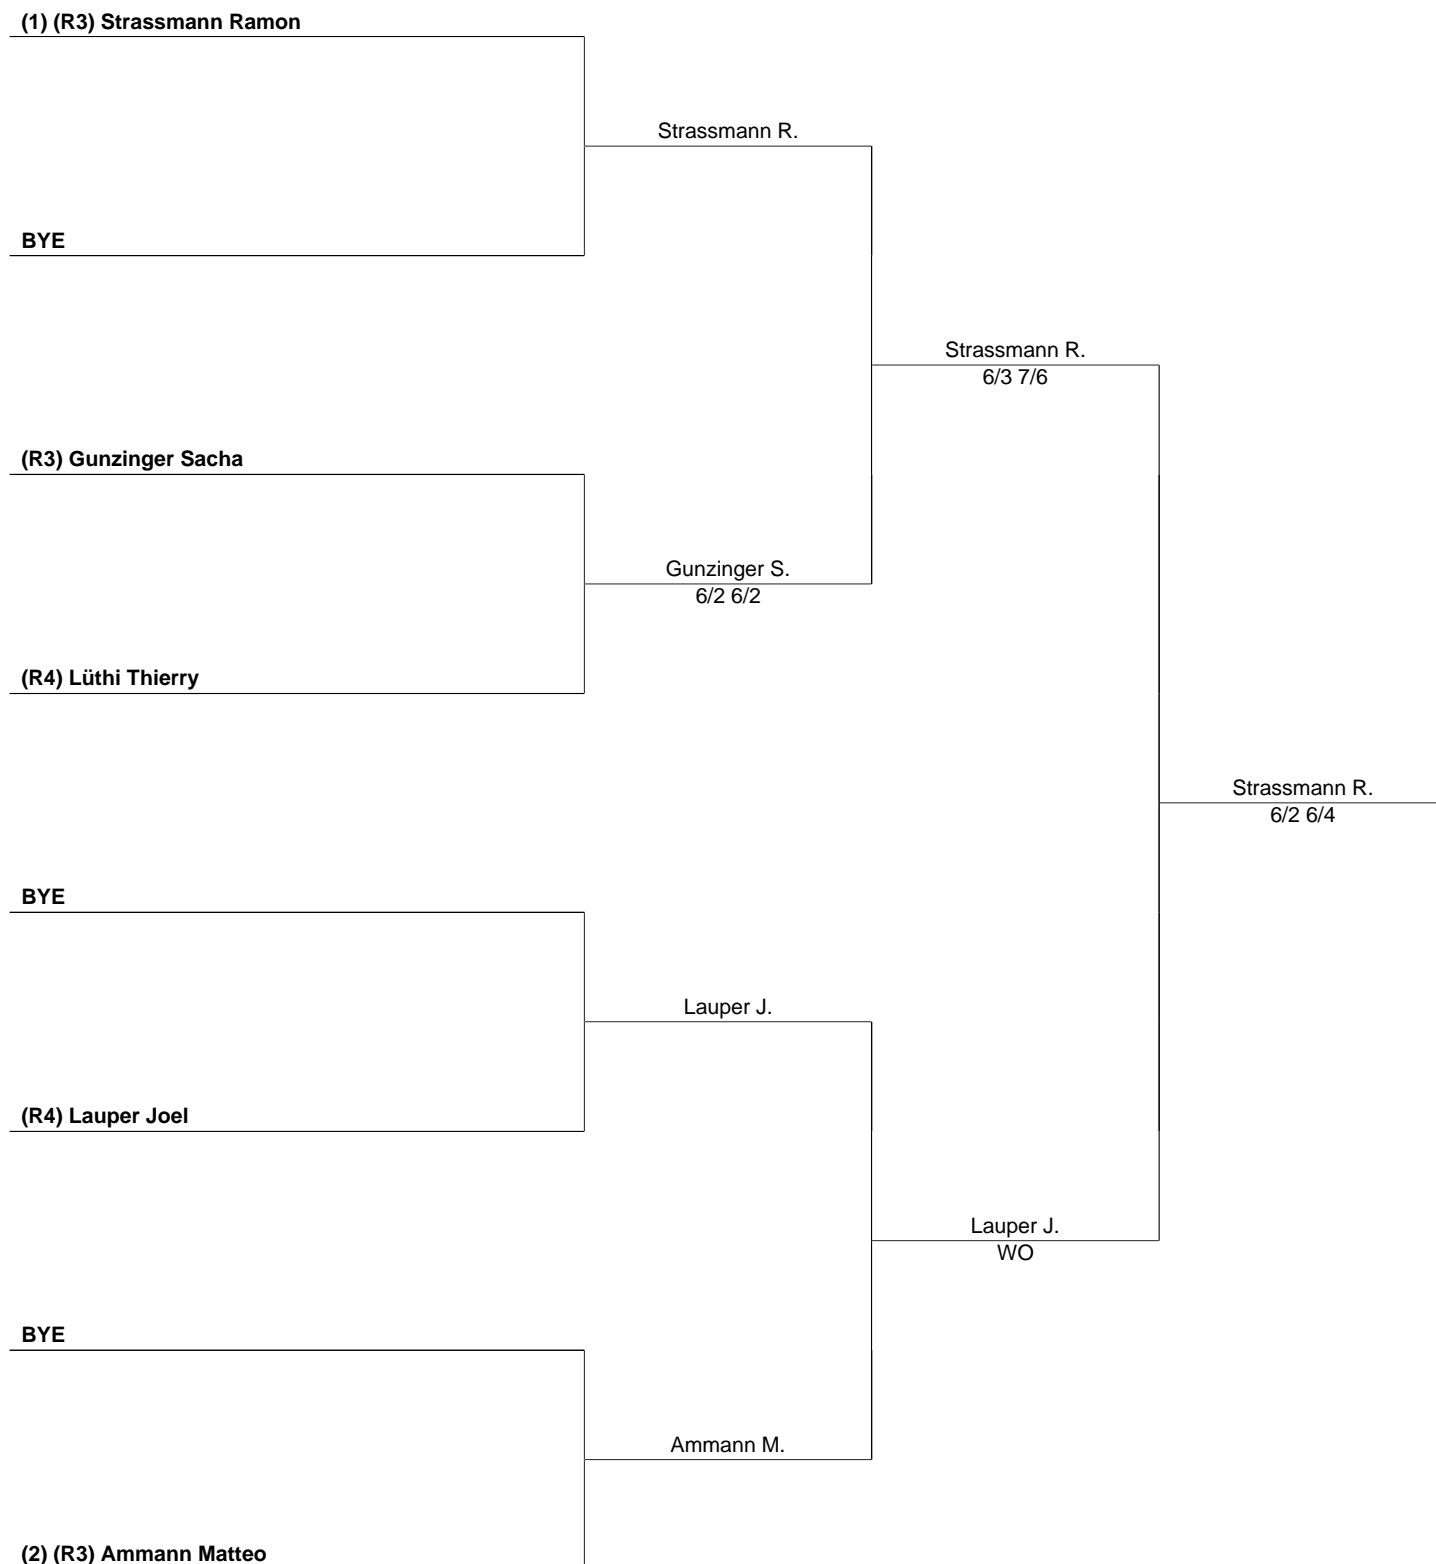 (1) (R3) Strassmann Ramon
Strassmann R.
BYE
Strassmann R.
6/3 7/6
(R3) Gunzinger Sacha
Gunzinger S.
6/2 6/2
(R4) Lüthi Thierry
Strassmann R.
6/2 6/4
BYE
Lauper J.
(R4) Lauper Joel
Lauper J.
WO
BYE
Ammann M.
(2) (R3) Ammann Matteo